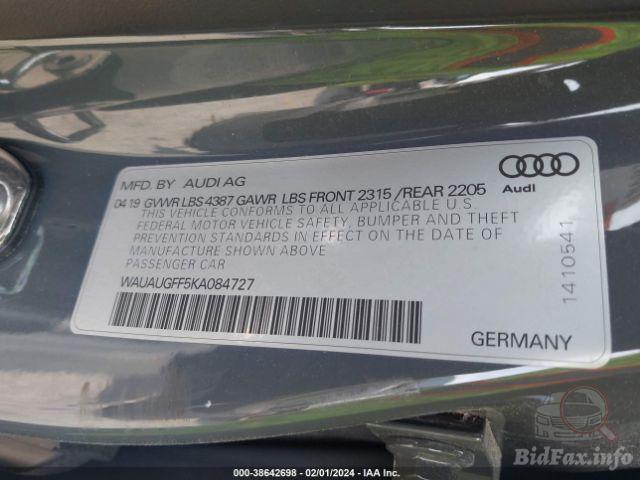 MFD. BY AUDI AG
04 19 GVWR LBS 4387 GAWR LBS FRONT 2315 /REAR 2205
THIS VEHICLE CONFORMS TO ALL APPLICABLE U.S.
FEDERAL MOTOR VEHICLE SAFETY, BUMPER AND THEFT
PREVENTION STANDARDS IN EFFECT ON THE DATE OF
MANUFACTURE SHOWN ABOVE
PASSENGER CAR
WAUAUGFF5KA084727
Audi
1410541
GERMANY
BidFax.info
000-38642698 - 02/01/2024 - IAA Inc.